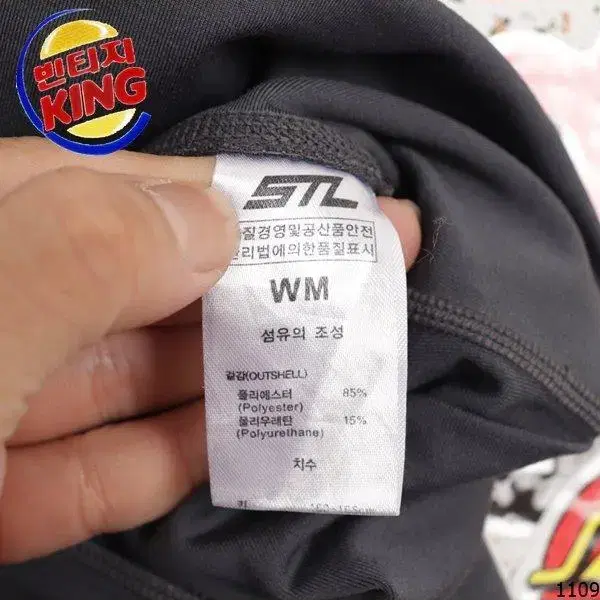 빈티지
KING
STL
질경영및공산품안전
관리법에의한품질표시
WM
섬유의 조성
겉감(OUTSHELL)
폴리에스터 85%
(Polyester)
폴리우레탄 15%
(Polyurethane)
치수
키
1109